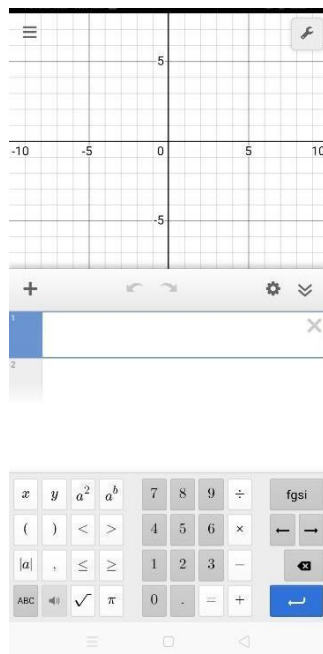 5
-10 -5 0 5 10
-5
+
1
2
x y a² aᵇ 7 8 9 ÷ fgsi
( ) < > 4 5 6 × ← →
|a| , ≤ ≥ 1 2 3 −
ABC √ π 0 . = +